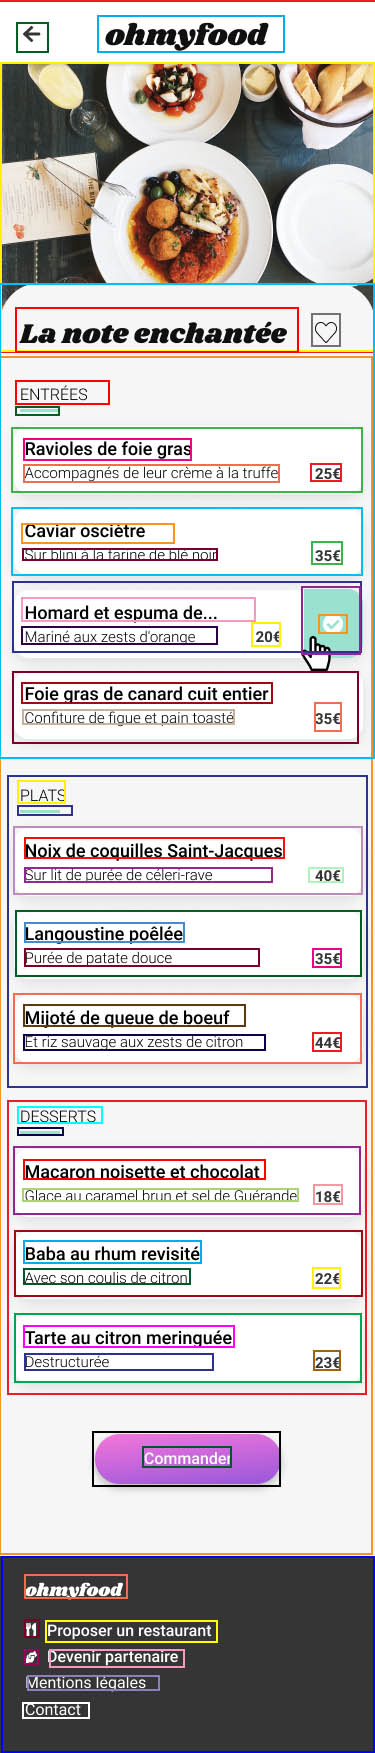 ohmyfood
La note enchantée
ENTRÉES
Ravioles de foie gras
Accompagnés de leur crème à la truffe
25€
Caviar osciètre
Sur blini à la farine de blé noir
35€
Homard et espuma de...
Mariné aux zests d'orange
20€
Foie gras de canard cuit entier
Confiture de figue et pain toasté
35€
PLATS
Noix de coquilles Saint-Jacques
Sur lit de purée de céleri-rave
40€
Langoustine poêlée
Purée de patate douce
35€
Mijoté de queue de boeuf
Et riz sauvage aux zests de citron
44€
DESSERTS
Macaron noisette et chocolat
Glace au caramel brun et sel de Guérande
18€
Baba au rhum revisité
Avec son coulis de citron
22€
Tarte au citron meringuée
Destructurée
23€
Commander
ohmyfood
Proposer un restaurant
Devenir partenaire
Mentions légales
Contact